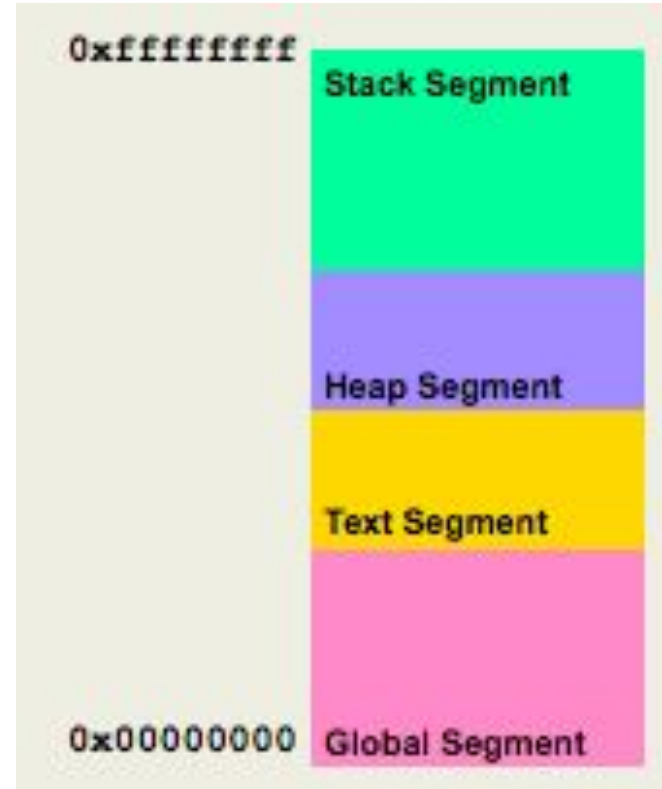 0xffffffff
Stack Segment
Heap Segment
Text Segment
0x00000000 Global Segment